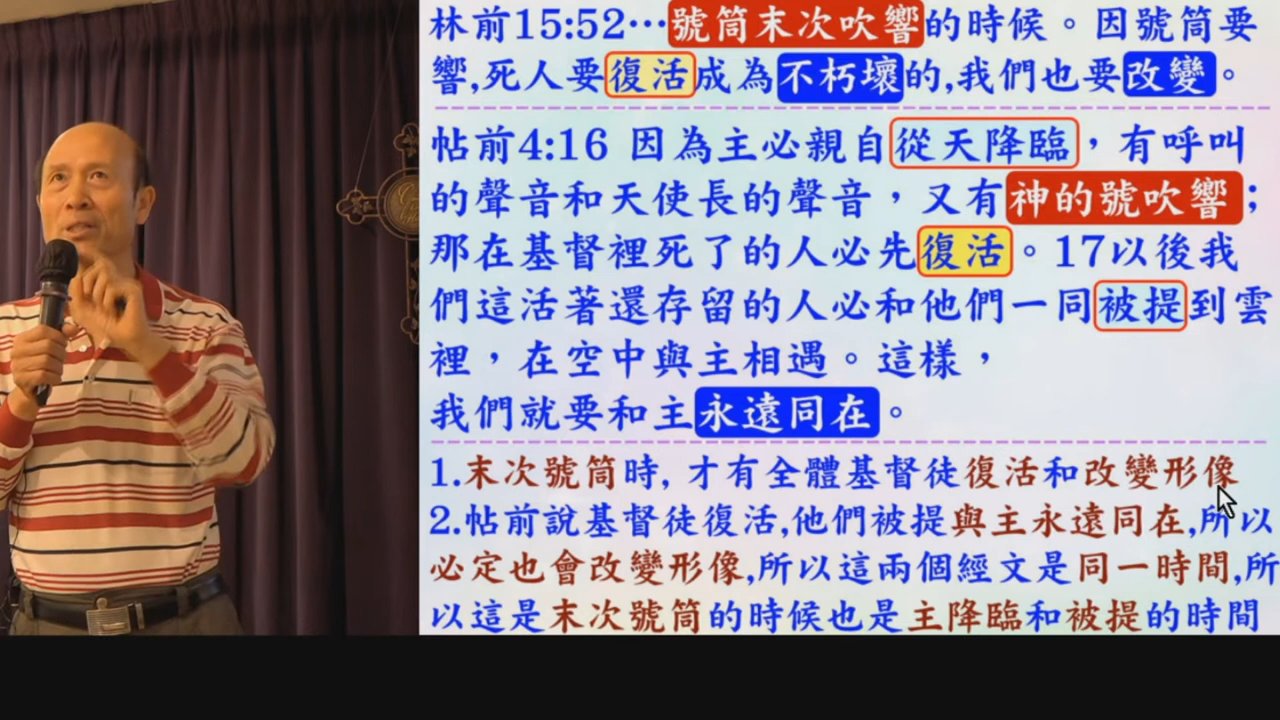 林前15:52…號筒末次吹響的時候。因號筒要
響,死人要復活成為不朽壞的,我們也要改變。
帖前4:16 因為主必親自從天降臨，有呼叫
的聲音和天使長的聲音，又有神的號吹響；
那在基督裡死了的人必先復活。17以後我
們這活著還存留的人必和他們一同被提到雲
裡，在空中與主相遇。這樣，
我們就要和主永遠同在。
1.末次號筒時, 才有全體基督徒復活和改變形像
2.帖前說基督徒復活,他們被提與主永遠同在,所以
必定也會改變形像,所以這兩個經文是同一時間,所
以這是末次號筒的時候也是主降臨和被提的時間